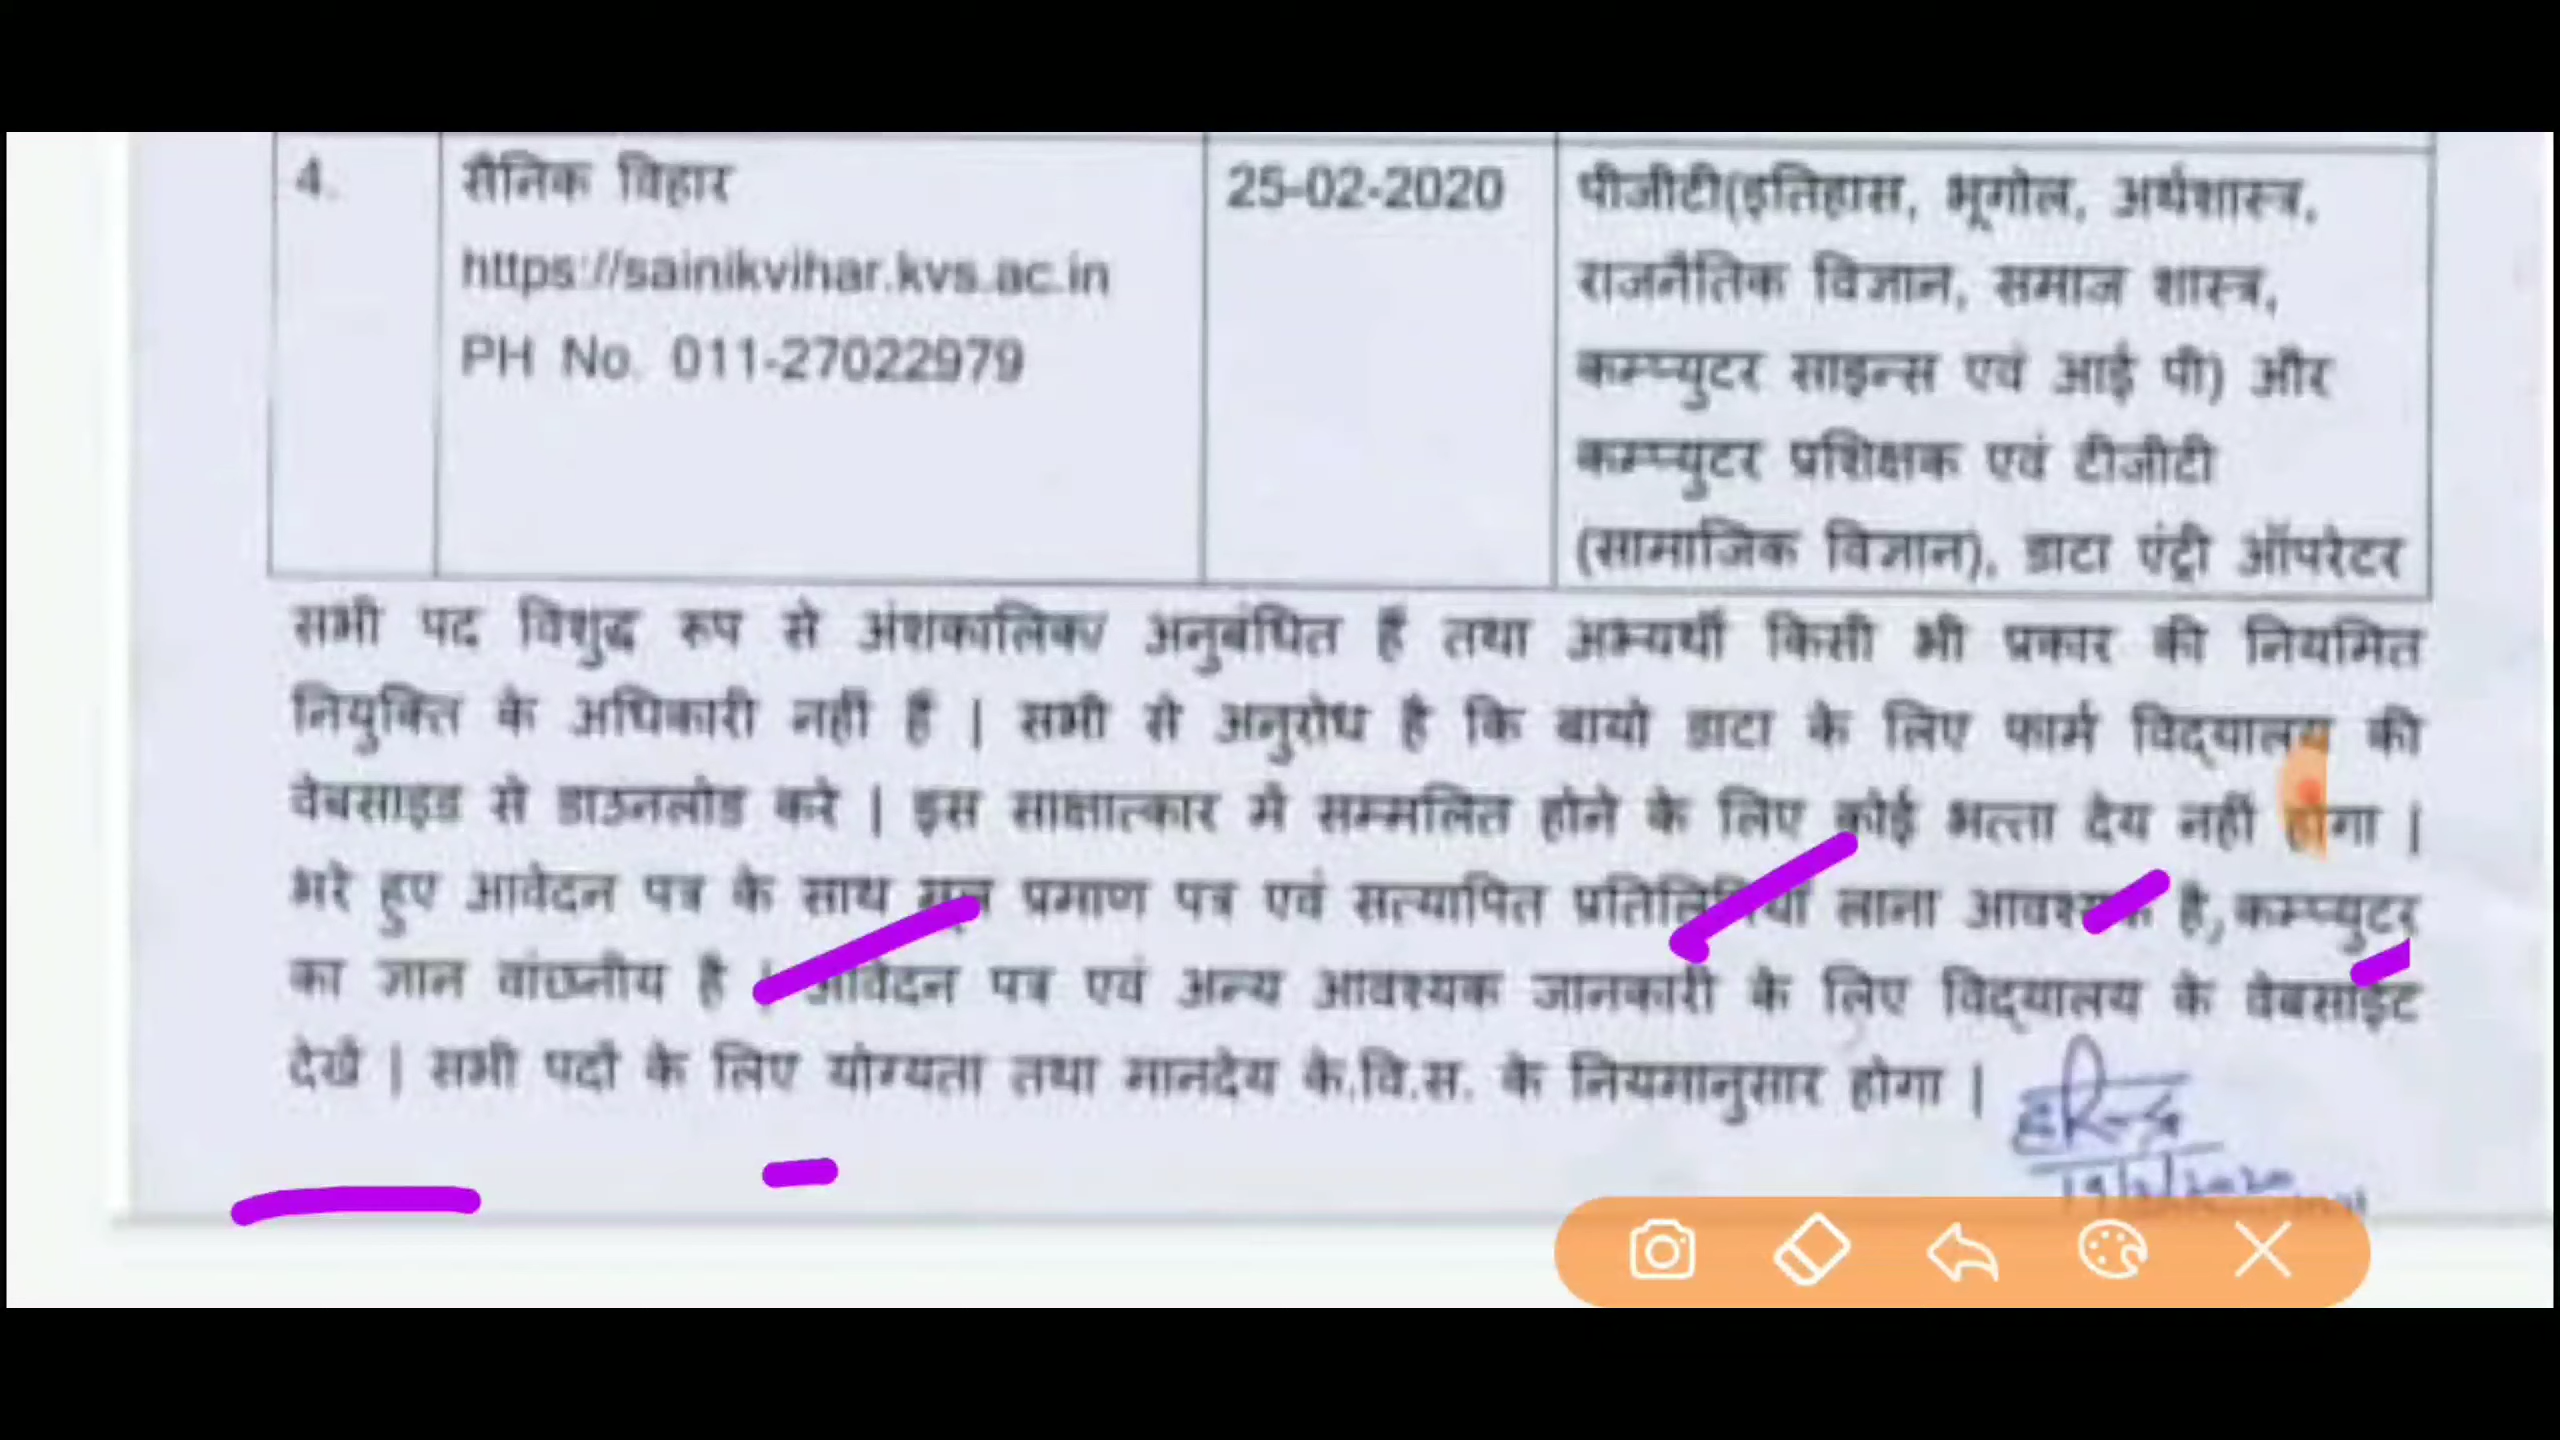 4.
सैनिक विहार
https://sainikvihar.kvs.ac.in
PH No. 011-27022979
25-02-2020
पीजीटी(इतिहास, भूगोल, अर्थशास्त्र,
राजनैतिक विज्ञान, समाज शास्त्र,
कम्प्युटर साइन्स एवं आई पी) और
कम्प्युटर प्रशिक्षक एवं टीजीटी
(सामाजिक विज्ञान), डाटा एंट्री ऑपरेटर
सभी पद विशुद्ध रूप से अंशकालिक/ अनुबंधित हैं तथा अभ्यर्थी किसी भी प्रकार की नियमित
नियुक्ति के अधिकारी नहीं हैं | सभी से अनुरोध है कि बायो डाटा के लिए फार्म विद्यालय की
वेबसाइड से डाउनलोड करे | इस साक्षात्कार में सम्मलित होने के लिए कोई भत्ता देय नहीं होगा |
भरे हुए आवेदन पत्र के साथ मूल प्रमाण पत्र एवं सत्यापित प्रतिलिपियाँ लाना आवश्यक है, कम्प्युटर
का ज्ञान वांछनीय है | आवेदन पत्र एवं अन्य आवश्यक जानकारी के लिए विद्यालय के वेबसाईट
देखें | सभी पदों के लिए योग्यता तथा मानदेय के.वि.स. के नियमानुसार होगा |
19/2/2020